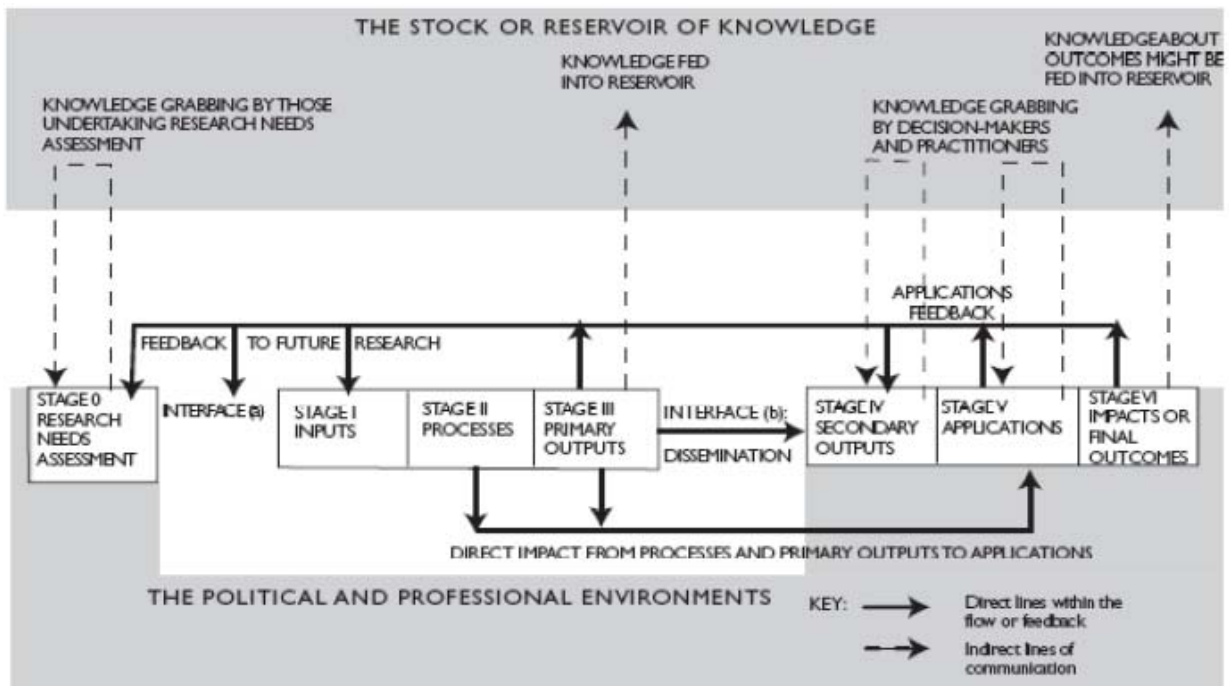 THE STOCK OR RESERVOIR OF KNOWLEDGE
KNOWLEDGE GRABBING BY THOSE
UNDERTAKING RESEARCH NEEDS
ASSESSMENT
KNOWLEDGE FED
INTO RESERVOIR
KNOWLEDGE GRABBING
BY DECISION-MAKERS
AND PRACTITIONERS
KNOWLEDGE ABOUT
OUTCOMES MIGHT BE
FED INTO RESERVOIR
APPLICATIONS
FEEDBACK
FEEDBACK TO FUTURE RESEARCH
STAGE 0
RESEARCH
NEEDS
ASSESSMENT
INTERFACE (a)
STAGE I
INPUTS
STAGE II
PROCESSES
STAGE III
PRIMARY
OUTPUTS
INTERFACE (b):
DISSEMINATION
STAGE IV
SECONDARY
OUTPUTS
STAGE V
APPLICATIONS
STAGE VI
IMPACTS OR
FINAL
OUTCOMES
DIRECT IMPACT FROM PROCESSES AND PRIMARY OUTPUTS TO APPLICATIONS
THE POLITICAL AND PROFESSIONAL ENVIRONMENTS
KEY:
Direct lines within the
flow or feedback
Indirect lines of
communication